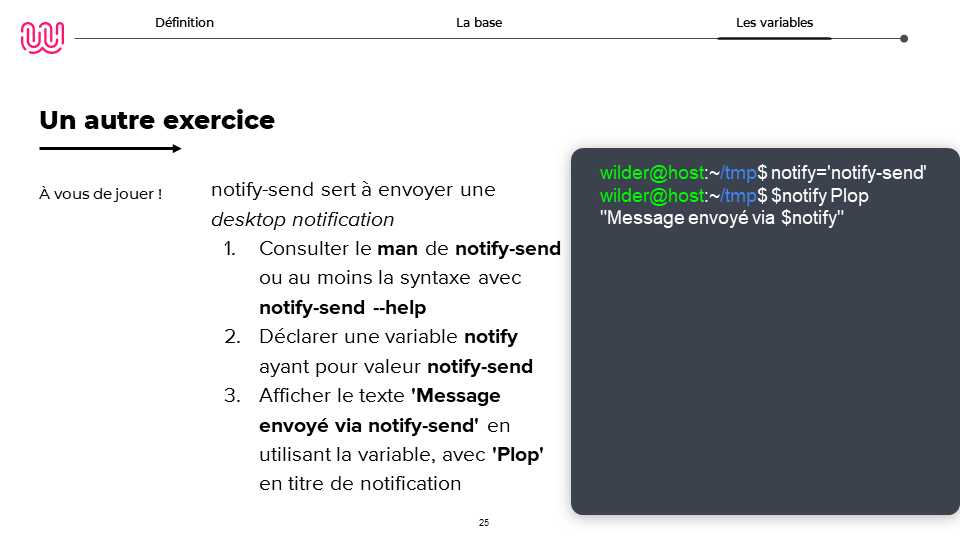 Définition
La base
Les variables
Un autre exercice
À vous de jouer !
notify-send sert à envoyer une
desktop notification
1. Consulter le man de notify-send
ou au moins la syntaxe avec
notify-send --help
2. Déclarer une variable notify
ayant pour valeur notify-send
3. Afficher le texte 'Message
envoyé via notify-send' en
utilisant la variable, avec 'Plop'
en titre de notification
wilder@host:~/tmp$ notify='notify-send'
wilder@host:~/tmp$ $notify Plop
"Message envoyé via $notify"
25